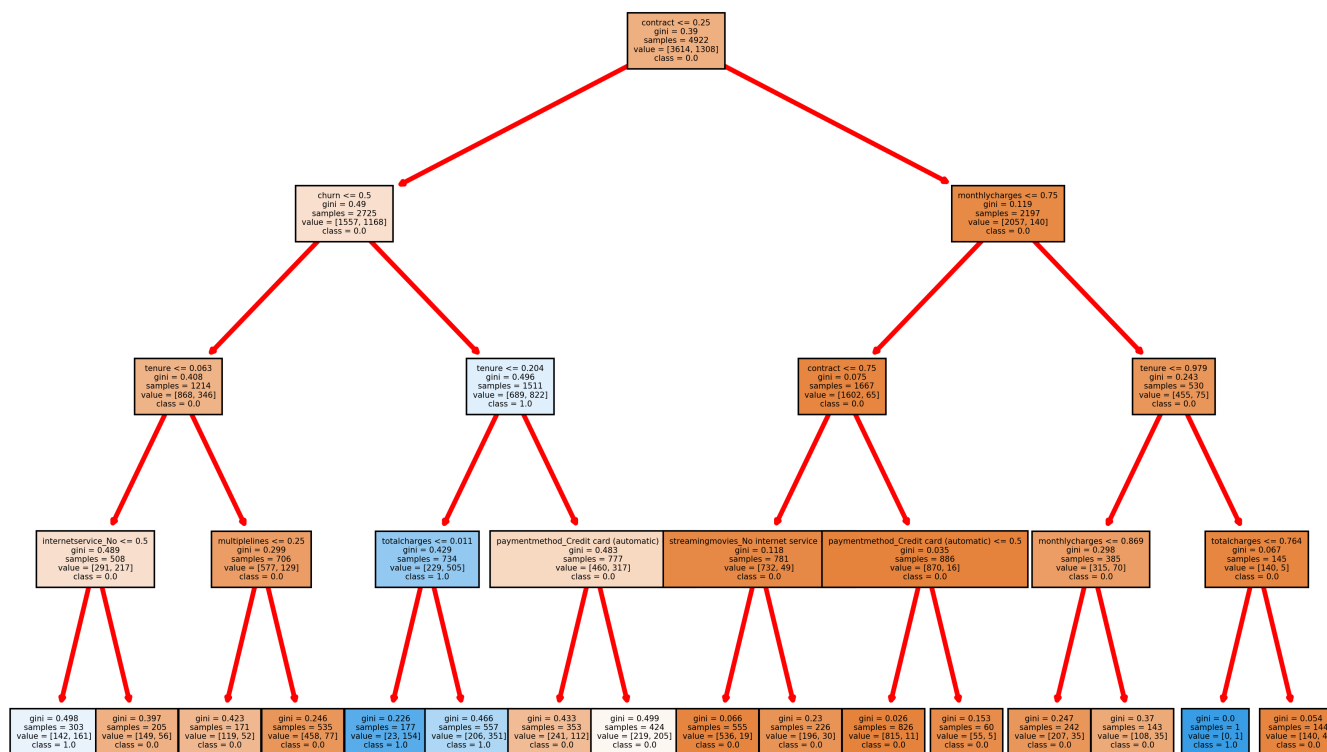 contract <= 0.25
gini = 0.39
samples = 4922
value = [3614, 1308]
class = 0.0
churn <= 0.5
gini = 0.49
samples = 2725
value = [1557, 1168]
class = 0.0
monthlycharges <= 0.75
gini = 0.119
samples = 2197
value = [2057, 140]
class = 0.0
tenure <= 0.063
gini = 0.408
samples = 1214
value = [868, 346]
class = 0.0
tenure <= 0.204
gini = 0.496
samples = 1511
value = [689, 822]
class = 1.0
contract <= 0.75
gini = 0.075
samples = 1667
value = [1602, 65]
class = 0.0
tenure <= 0.979
gini = 0.243
samples = 530
value = [455, 75]
class = 0.0
internetservice_No <= 0.5
gini = 0.489
samples = 508
value = [291, 217]
class = 0.0
multiplelines <= 0.25
gini = 0.299
samples = 706
value = [577, 129]
class = 0.0
totalcharges <= 0.011
gini = 0.429
samples = 734
value = [229, 505]
class = 1.0
paymentmethod_Credit card (automatic)
gini = 0.483
samples = 777
value = [460, 317]
class = 0.0
streamingmovies_No internet service
gini = 0.118
samples = 781
value = [732, 49]
class = 0.0
paymentmethod_Credit card (automatic) <= 0.5
gini = 0.035
samples = 886
value = [870, 16]
class = 0.0
monthlycharges <= 0.869
gini = 0.298
samples = 385
value = [315, 70]
class = 0.0
totalcharges <= 0.764
gini = 0.067
samples = 145
value = [140, 5]
class = 0.0
gini = 0.498
samples = 303
value = [142, 161]
class = 1.0
gini = 0.397
samples = 205
value = [149, 56]
class = 0.0
gini = 0.423
samples = 171
value = [119, 52]
class = 0.0
gini = 0.246
samples = 535
value = [458, 77]
class = 0.0
gini = 0.226
samples = 177
value = [23, 154]
class = 1.0
gini = 0.466
samples = 557
value = [206, 351]
class = 1.0
gini = 0.433
samples = 353
value = [241, 112]
class = 0.0
gini = 0.499
samples = 424
value = [219, 205]
class = 0.0
gini = 0.066
samples = 555
value = [536, 19]
class = 0.0
gini = 0.23
samples = 226
value = [196, 30]
class = 0.0
gini = 0.026
samples = 826
value = [815, 11]
class = 0.0
gini = 0.153
samples = 60
value = [55, 5]
class = 0.0
gini = 0.247
samples = 242
value = [207, 35]
class = 0.0
gini = 0.37
samples = 143
value = [108, 35]
class = 0.0
gini = 0.0
samples = 1
value = [0, 1]
class = 1.0
gini = 0.054
samples = 144
value = [140, 4
class = 0.0